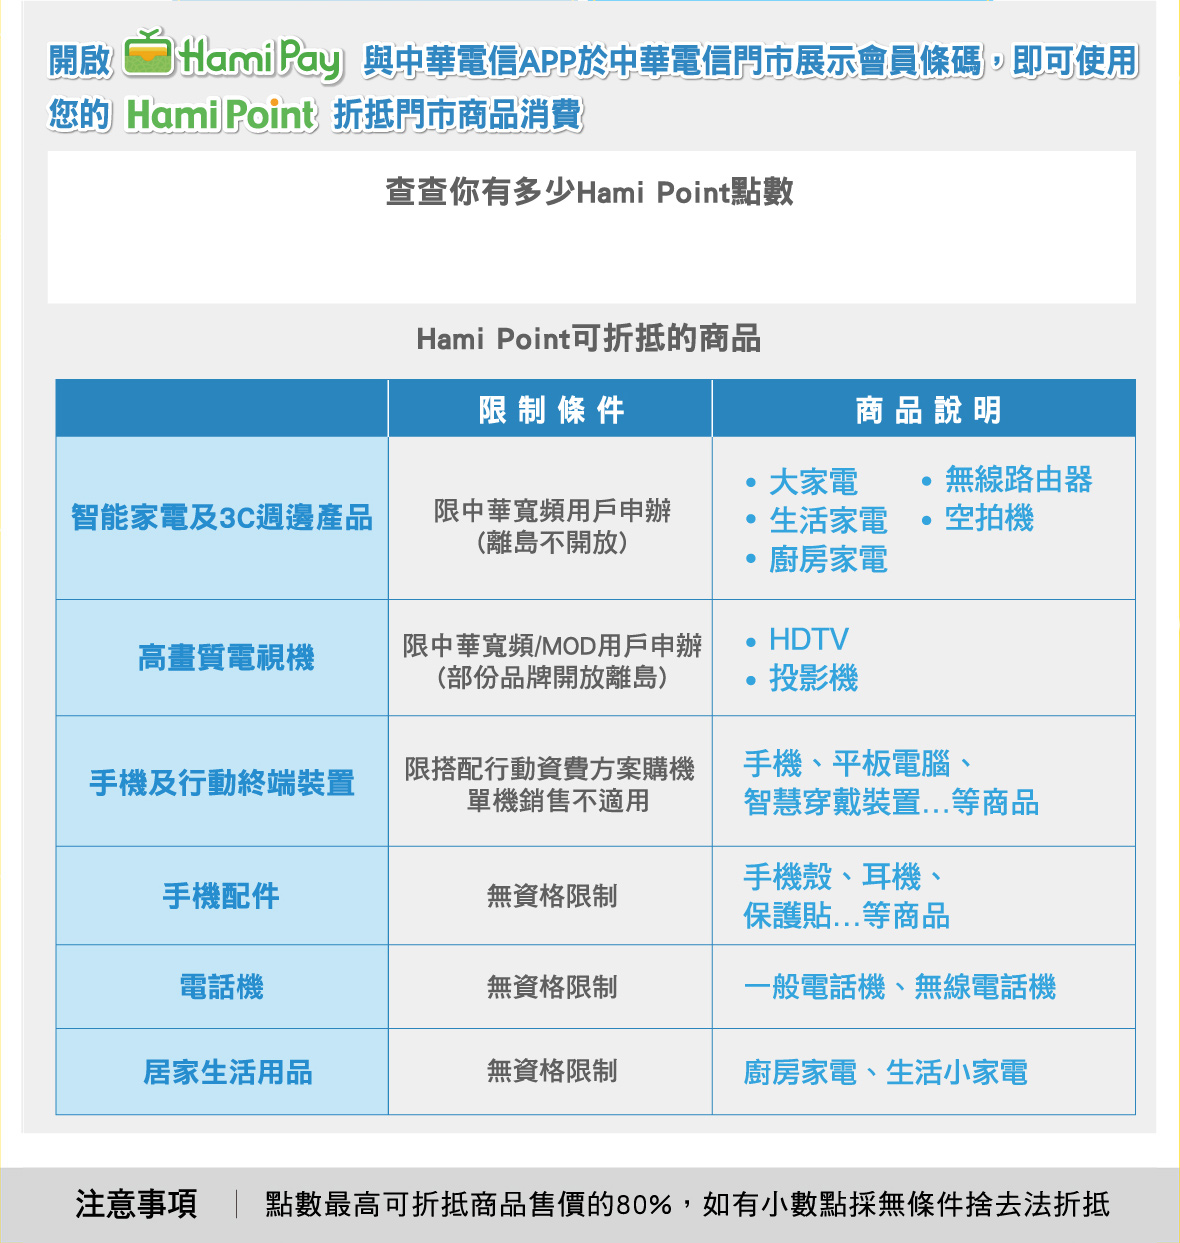 開啟 Hami Pay 與中華電信APP於中華電信門市展示會員條碼，即可使用
您的 Hami Point 折抵門市商品消費
查查你有多少Hami Point點數
Hami Point可折抵的商品
限制條件 商品說明
智能家電及3C週邊產品
限中華寬頻用戶申辦
(離島不開放)
• 大家電 • 無線路由器
• 生活家電 • 空拍機
• 廚房家電
高畫質電視機
限中華寬頻/MOD用戶申辦
(部份品牌開放離島)
• HDTV
• 投影機
手機及行動終端裝置
限搭配行動資費方案購機
單機銷售不適用
手機、平板電腦、
智慧穿戴裝置...等商品
手機配件
無資格限制
手機殼、耳機、
保護貼...等商品
電話機
無資格限制
一般電話機、無線電話機
居家生活用品
無資格限制
廚房家電、生活小家電
注意事項 | 點數最高可折抵商品售價的80%，如有小數點採無條件捨去法折抵